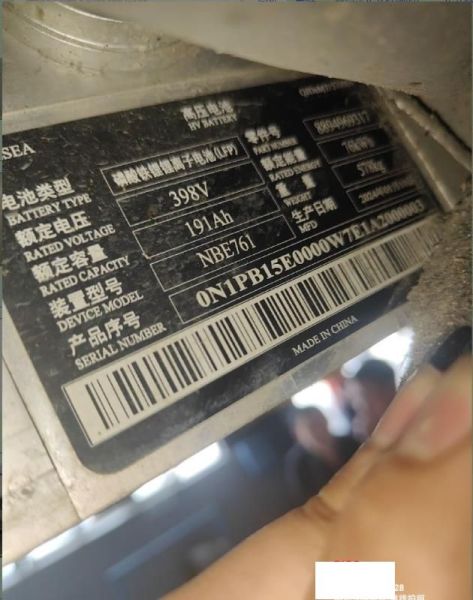 SEA
高压电池
HV BATTERY
电池类型
BATTERY TYPE
磷酸铁锂锂离子电池(LFP)
额定电压
RATED VOLTAGE
398V
额定容量
RATED CAPACITY
191Ah
装置型号
DEVICE MODEL
NBE761
产品序号
SERIAL NUMBER
0N1PB15E0000W7E1A2000003
零件号
PART NUMBER
8894969317
额定能量
RATED ENERGY
76kWh
重量
WEIGHT
生产日期
MFD
MADE IN CHINA
28